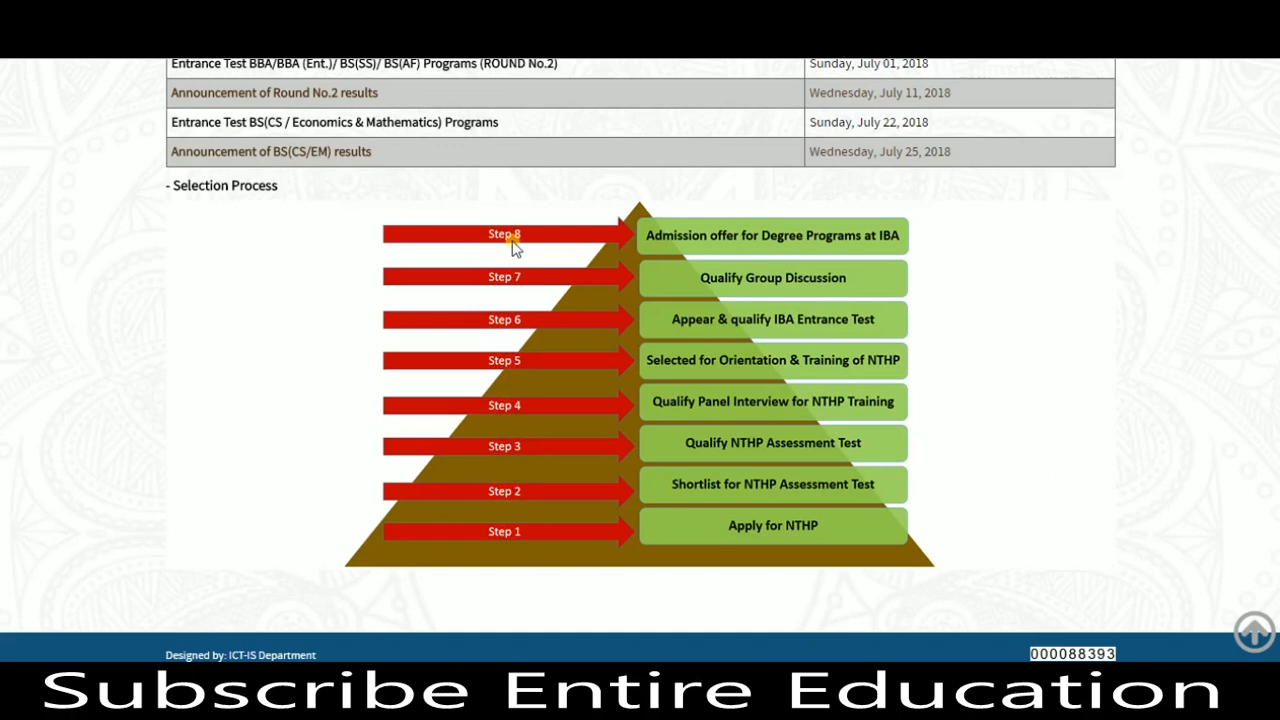 Entrance Test BBA/BBA (Ent.)/ BS(SS)/ BS(AF) Programs (ROUND No.2) Sunday, July 01, 2018
Announcement of Round No.2 results Wednesday, July 11, 2018
Entrance Test BS(CS / Economics & Mathematics) Programs Sunday, July 22, 2018
Announcement of BS(CS/EM) results Wednesday, July 25, 2018
- Selection Process
Step 8 Admission offer for Degree Programs at IBA
Step 7 Qualify Group Discussion
Step 6 Appear & qualify IBA Entrance Test
Step 5 Selected for Orientation & Training of NTHP
Step 4 Qualify Panel Interview for NTHP Training
Step 3 Qualify NTHP Assessment Test
Step 2 Shortlist for NTHP Assessment Test
Step 1 Apply for NTHP
Designed by: ICT-IS Department 000088393
Subscribe Entire Education